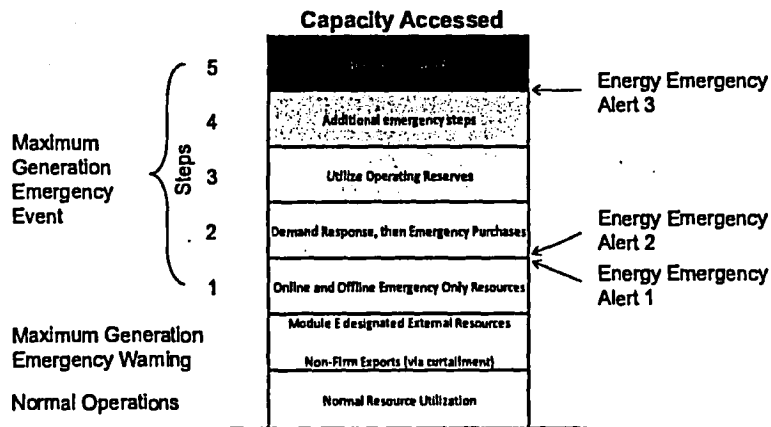 Capacity Accessed
5
Energy Emergency
Alert 3
4
Additional emergency steps
Maximum
Generation
Emergency
Event
Steps
3
Utilize Operating Reserves
2
Demand Response, then Emergency Purchases
Energy Emergency
Alert 2
1
Online and Offline Emergency Only Resources
Energy Emergency
Alert 1
Maximum Generation
Emergency Warning
Module E designated External Resources
Non-Firm Exports (via curtailment)
Normal Operations
Normal Resource Utilization